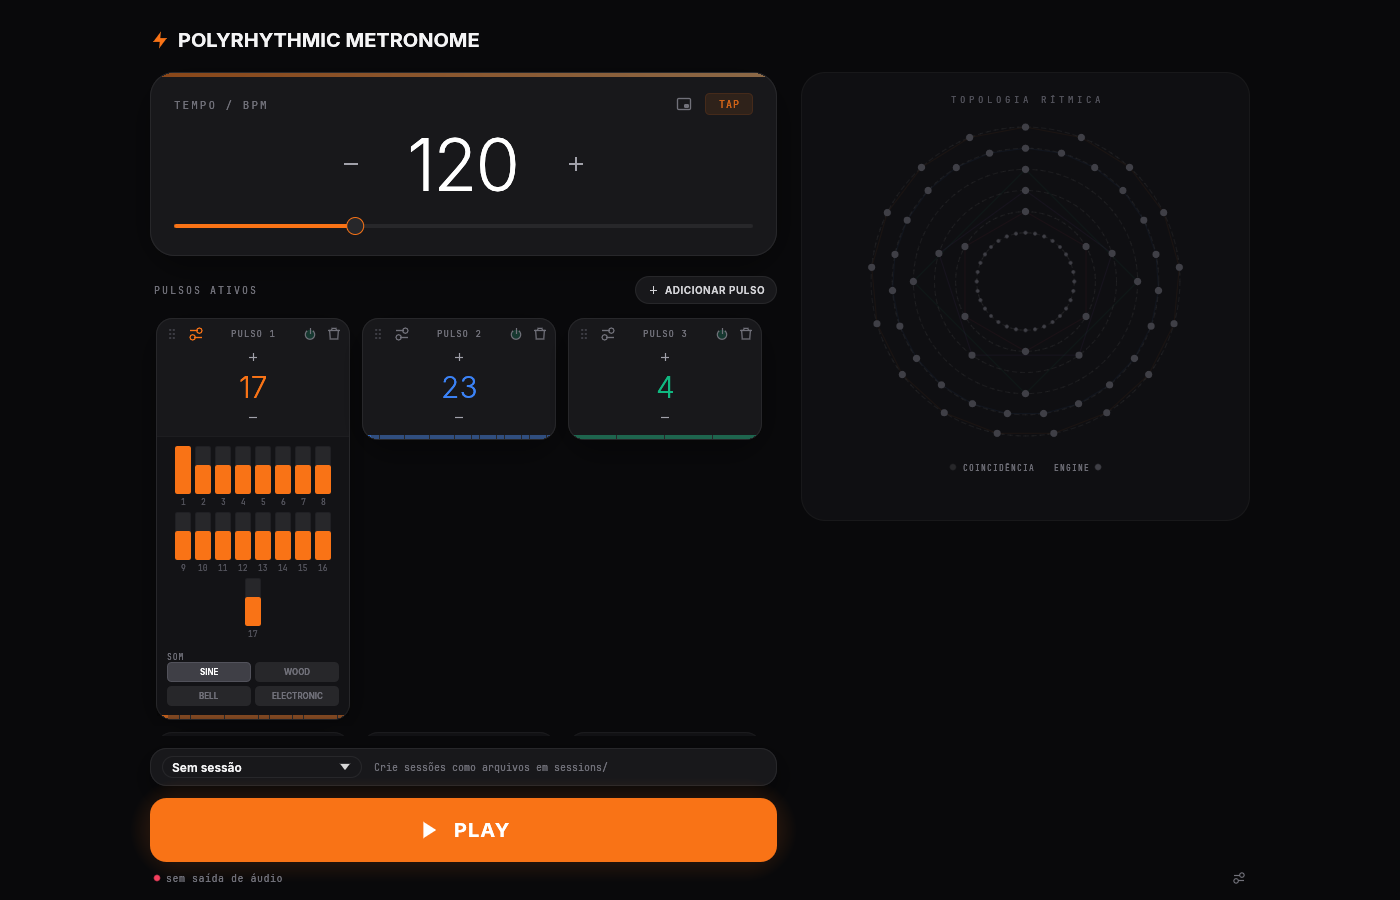 POLYRHYTHMIC METRONOME
TEMPO / BPM
TAP
120
PULSOS ATIVOS
ADICIONAR PULSO
PULSO 1
PULSO 2
PULSO 3
17
23
4
1 2 3 4 5 6 7 8
9 10 11 12 13 14 15 16
17
SOM
SINE
WOOD
BELL
ELECTRONIC
Sem sessão
Crie sessões como arquivos em sessions/
PLAY
sem saída de áudio
TOPOLOGIA RÍTMICA
COINCIDÊNCIA
ENGINE